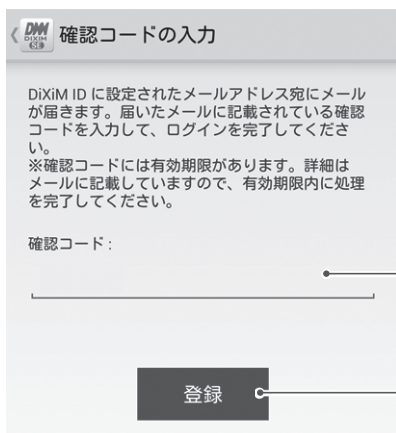 DMM
DiXiM
SE
確認コードの入力
DiXiM ID に設定されたメールアドレス宛にメール
が届きます。届いたメールに記載されている確認
コードを入力して、ログインを完了してくださ
い。
※確認コードには有効期限があります。詳細は
メールに記載していますので、有効期限内に処理
を完了してください。
確認コード :
登録